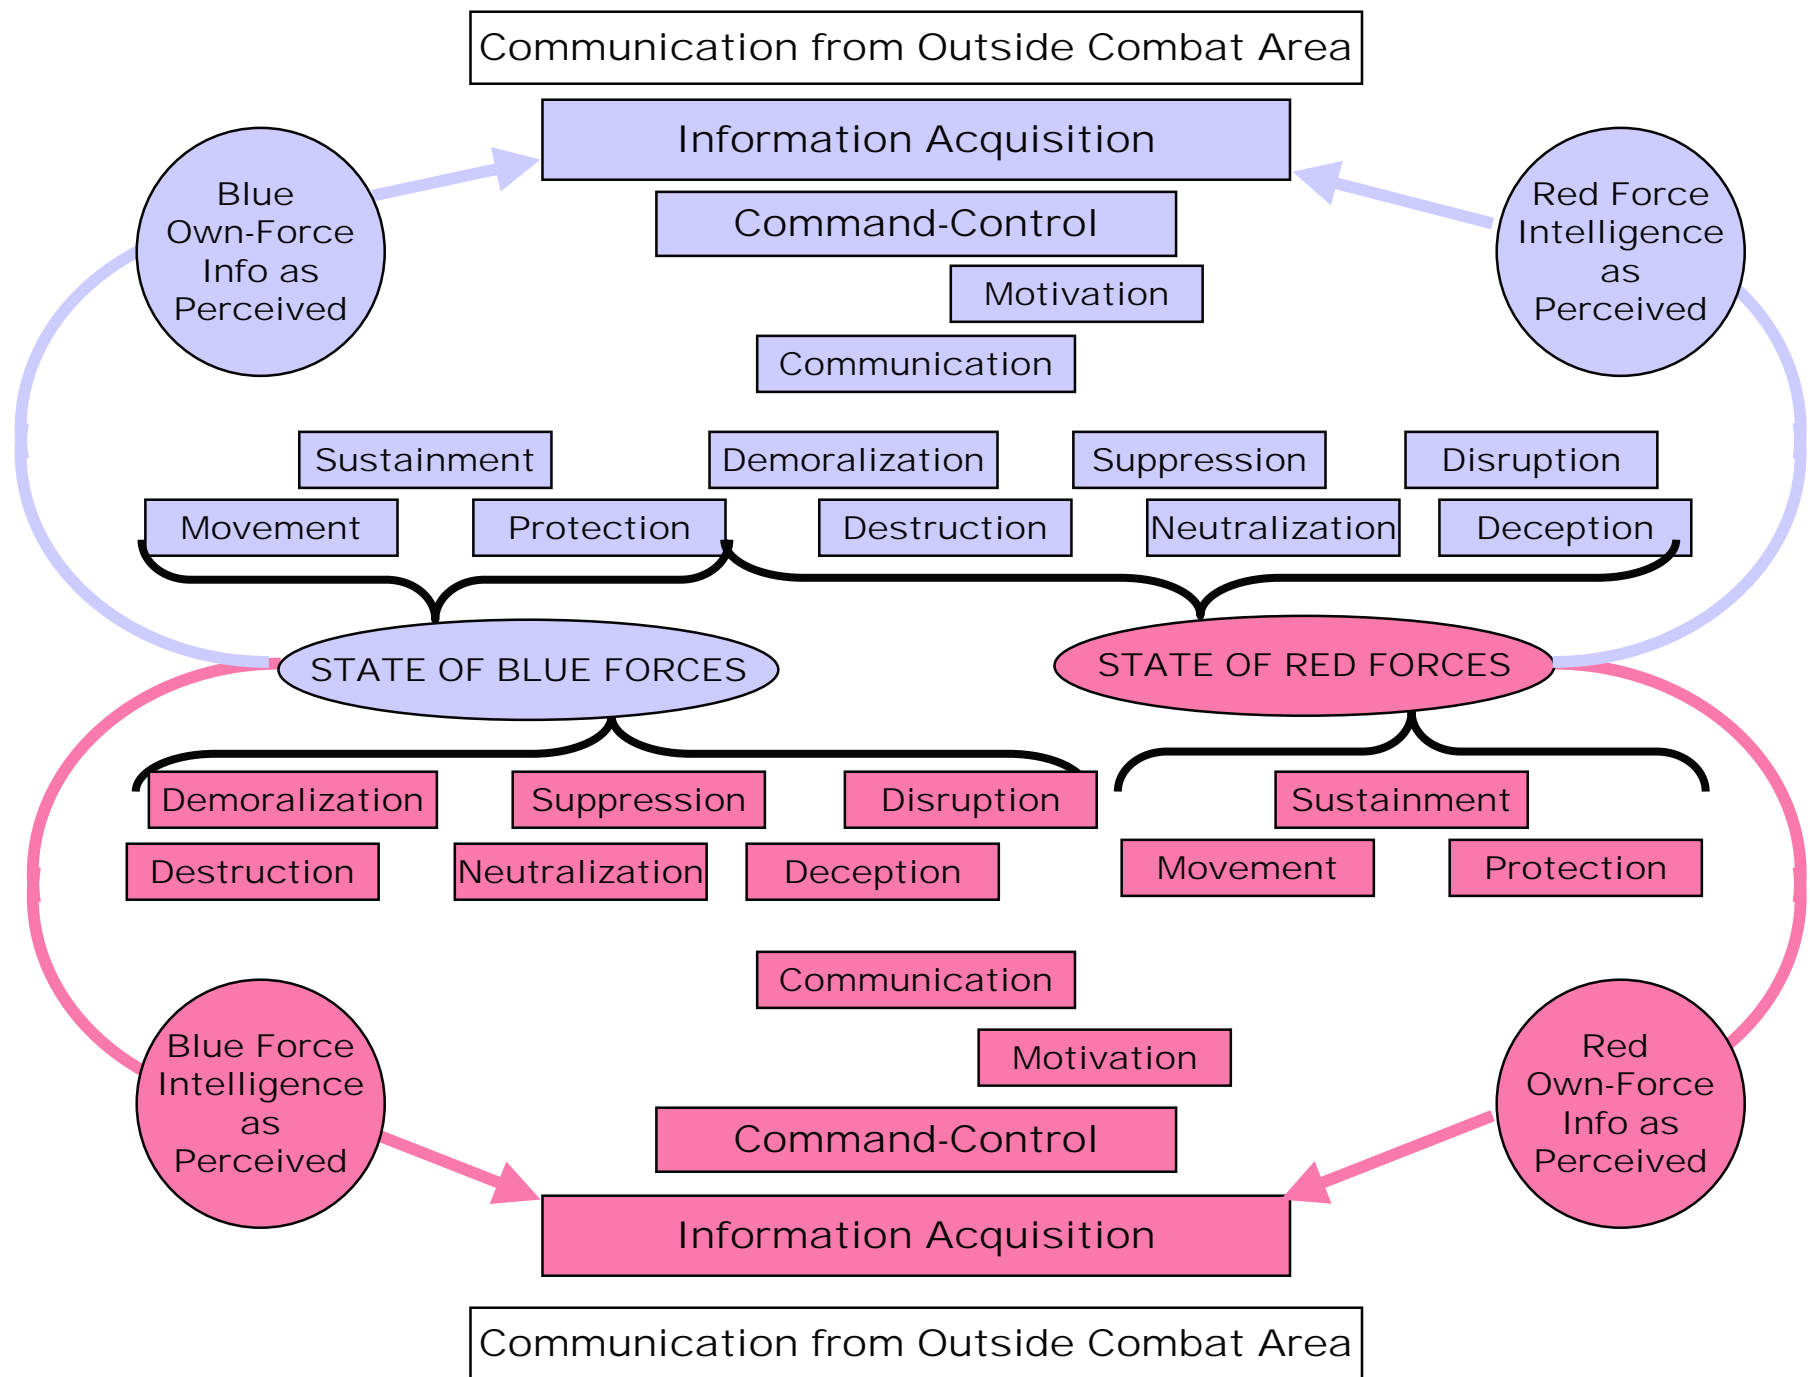 Communication from Outside Combat Area
Information Acquisition
Blue
Own-Force
Info as
Perceived
Red Force
Intelligence
as
Perceived
Command-Control
Motivation
Communication
Sustainment
Demoralization
Suppression
Disruption
Movement
Protection
Destruction
Neutralization
Deception
STATE OF BLUE FORCES
STATE OF RED FORCES
Demoralization
Suppression
Disruption
Sustainment
Destruction
Neutralization
Deception
Movement
Protection
Communication
Motivation
Blue Force
Intelligence
as
Perceived
Red
Own-Force
Info as
Perceived
Command-Control
Information Acquisition
Communication from Outside Combat Area